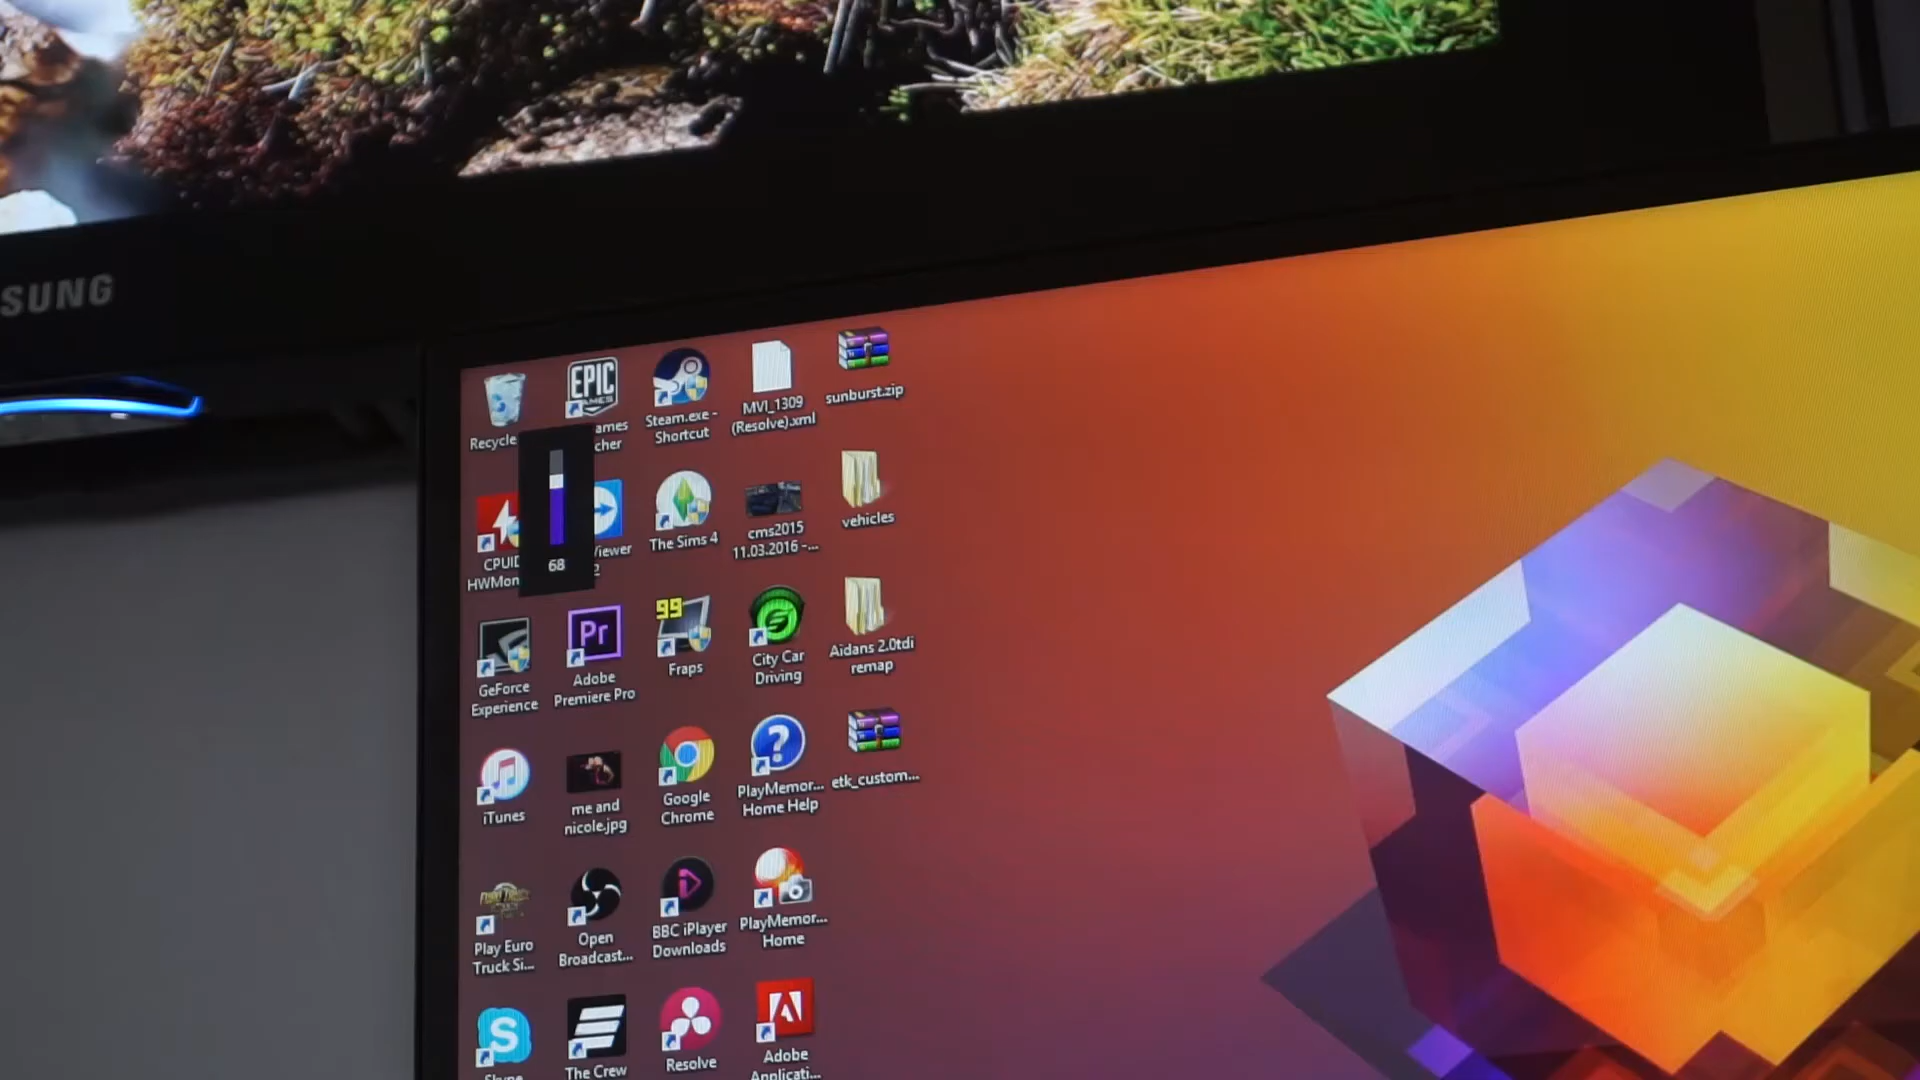 SUNG
Recycle
EPIC
GAMES
ames
cher
Steam.exe -
Shortcut
MVI_1309
(Resolve).xml
sunburst.zip
68
CPUID
HWMon
Viewer
The Sims 4
cms2015
11.03.2016 -...
vehicles
GeForce
Experience
Pr
Adobe
Premiere Pro
99
Fraps
City Car
Driving
Aidans 2.0tdi
remap
iTunes
me and
nicole.jpg
Google
Chrome
?
PlayMemor...
Home Help
etk_custom...
Play Euro
Truck Si...
Open
Broadcast...
BBC iPlayer
Downloads
PlayMemor...
Home
S
Skype
The Crew
Resolve
Adobe
Applicati...